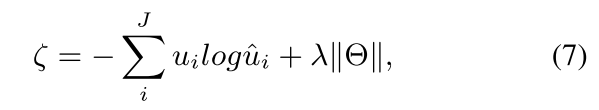 ζ = − ∑_{i}^{J} u_i log û_i + λ‖Θ‖, (7)